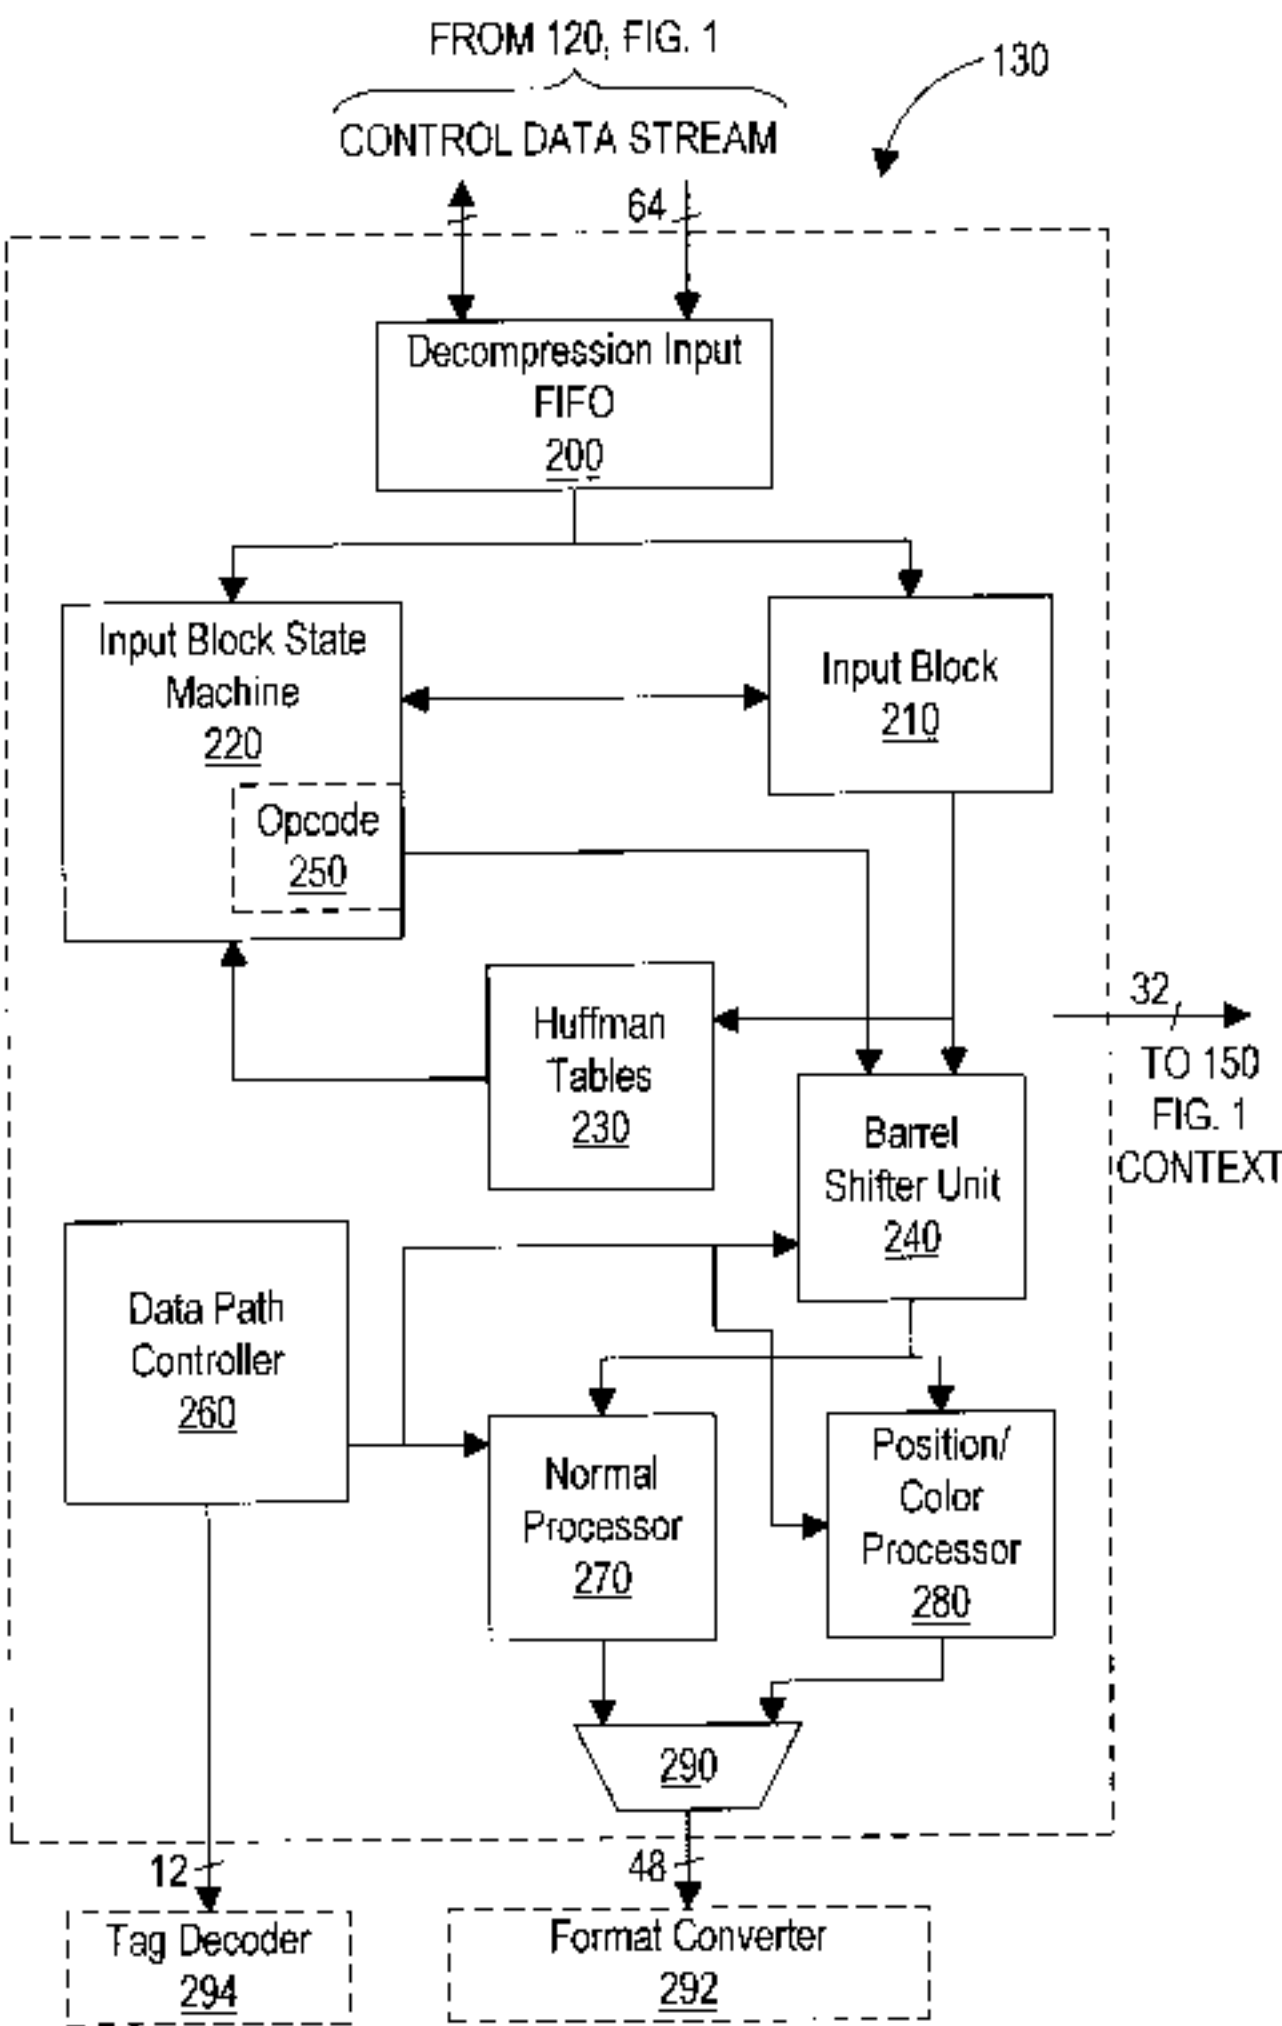 FROM 120, FIG. 1
130
CONTROL DATA STREAM
64
Decompression Input
FIFO
200
Input Block State
Machine
220
Input Block
210
Opcode
250
Huffman
Tables
230
32
TO 150
FIG. 1
CONTEXT
Barrel
Shifter Unit
240
Data Path
Controller
260
Normal
Processor
270
Position/
Color
Processor
280
290
12
48
Tag Decoder
294
Format Converter
292